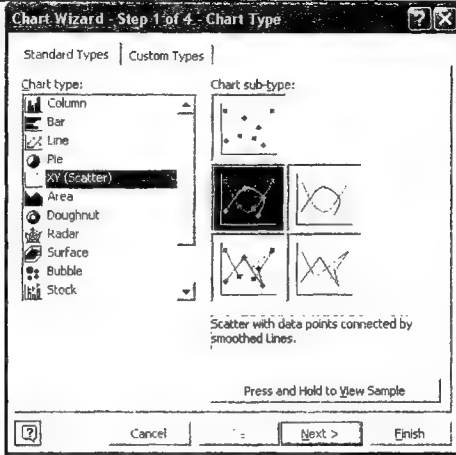 Chart Wizard - Step 1 of 4 - Chart Type
Standard Types
Custom Types
Chart type:
Column
Bar
Line
Pie
XY (Scatter)
Area
Doughnut
Radar
Surface
Bubble
Stock
Chart sub-type:
Scatter with data points connected by
smoothed Lines.
Press and Hold to View Sample
Cancel
Next >
Finish